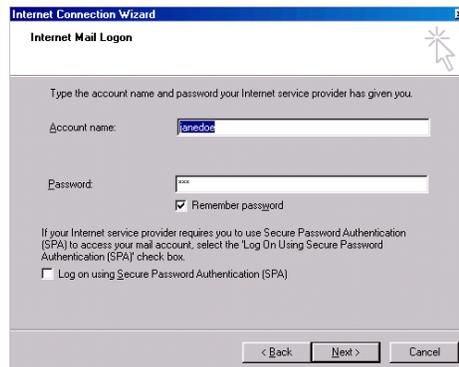 Internet Connection Wizard
Internet Mail Logon
Type the account name and password your Internet service provider has given you.
Account name: janedoe
Password: ***
Remember password
If your Internet service provider requires you to use Secure Password Authentication
(SPA) to access your mail account, select the 'Log On Using Secure Password
Authentication (SPA)' check box.
Log on using Secure Password Authentication (SPA)
< Back Next > Cancel